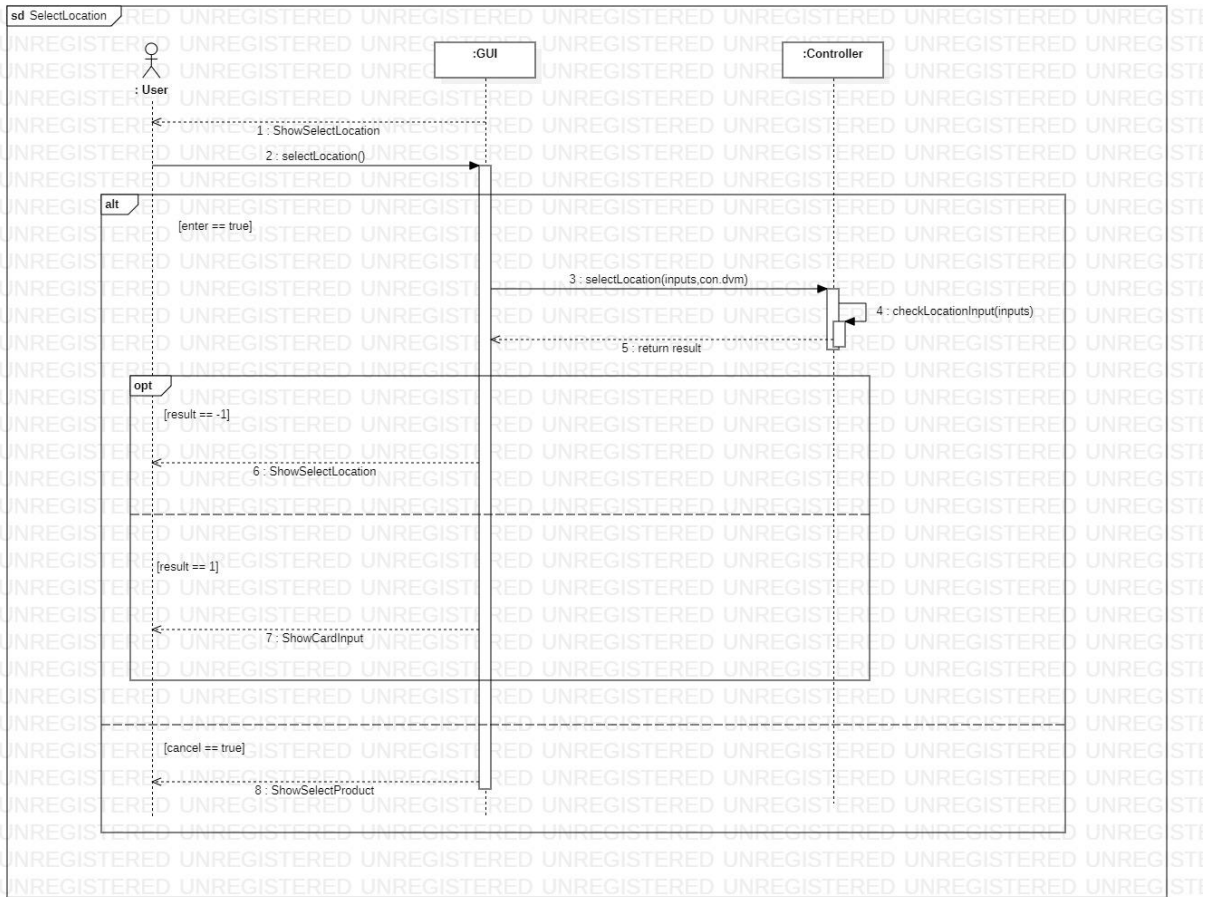 sd SelectLocation
: User
:GUI
:Controller
1 : ShowSelectLocation
2 : selectLocation()
alt
[enter == true]
3 : selectLocation(inputs,con.dvm)
4 : checkLocationInput(inputs)
5 : return result
opt
[result == -1]
6 : ShowSelectLocation
[result == 1]
7 : ShowCardInput
[cancel == true]
8 : ShowSelectProduct
UNREGISTERED